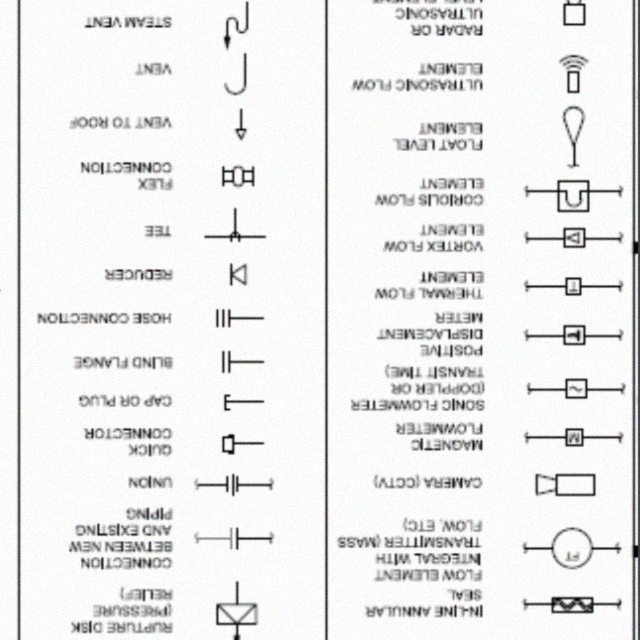 IN-LINE ANNULAR
SEAL
FLOW ELEMENT
INTEGRAL WITH
TRANSMITTER (MASS
FLOW, ETC)
FT
CAMERA (CCTV)
MAGNETIC
FLOWMETER
M
SONIC FLOWMETER
(DOPPLER OR
TRANSIT TIME)
POSITIVE
DISPLACEMENT
METER
THERMAL FLOW
ELEMENT
T
VORTEX FLOW
ELEMENT
CORIOLIS FLOW
ELEMENT
FLOAT LEVEL
ELEMENT
ULTRASONIC FLOW
ELEMENT
RADAR OR
ULTRASONIC
LEVEL ELEMENT
RUPTURE DISK
(PRESSURE
RELIEF)
CONNECTION
BETWEEN NEW
AND EXISTING
PIPING
UNION
QUICK
CONNECTOR
CAP OR PLUG
BLIND FLANGE
HOSE CONNECTION
REDUCER
TEE
FLEX
CONNECTION
VENT TO ROOF
VENT
STEAM VENT